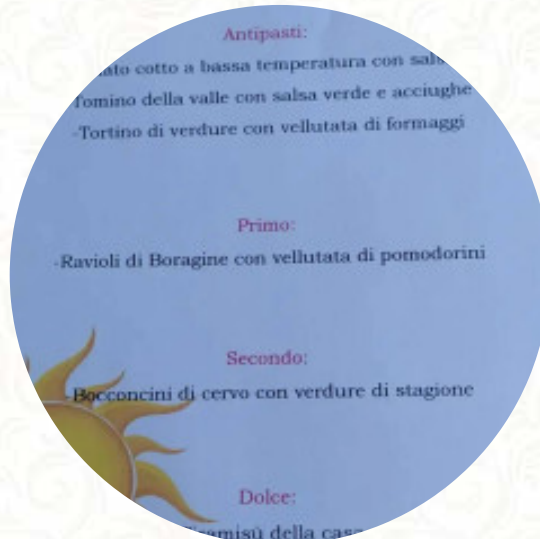 Antipasti:
cotto a bassa temperatura con
Tomino della valle con salsa verde e acciughe
-Tortino di verdure con vellutata di formaggi
Primo:
-Ravioli di Boragine con vellutata di pomodorini
Secondo:
-Bocconcini di cervo con verdure di stagione
Dolce:
della casa